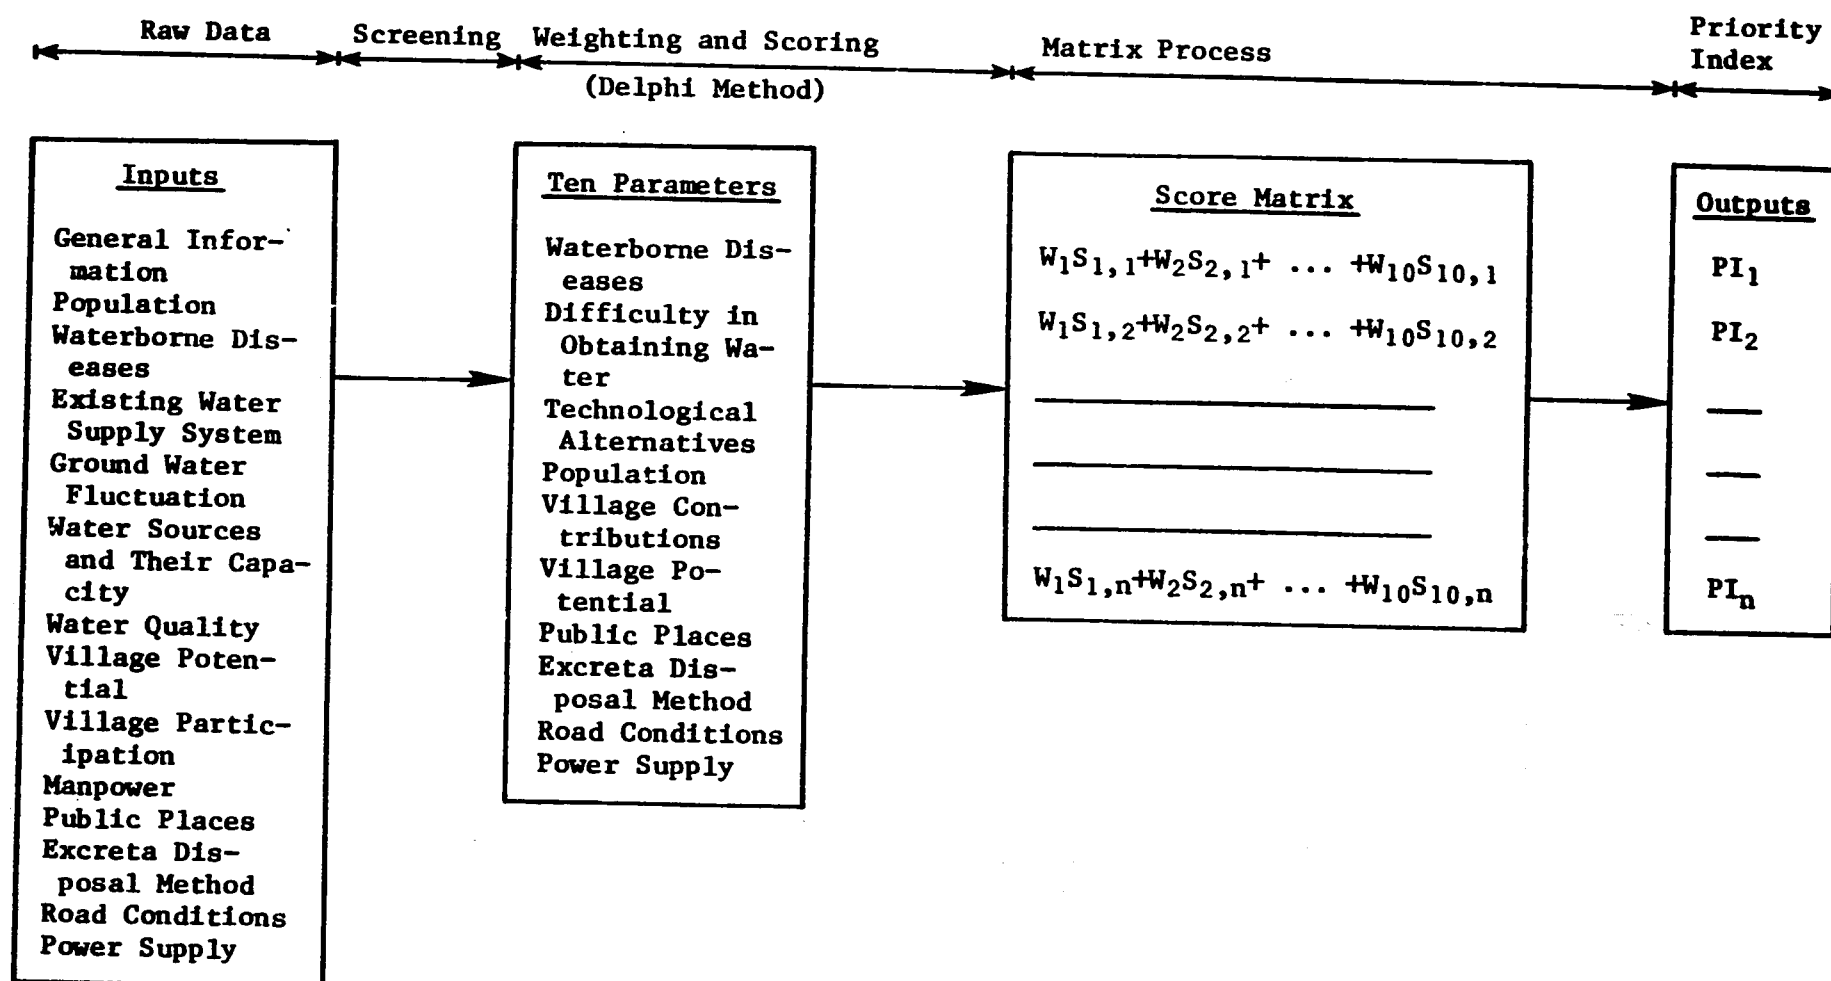 Raw Data
Screening
Weighting and Scoring
(Delphi Method)
Matrix Process
Priority
Index
Inputs
General Infor-
mation
Population
Waterborne Dis-
eases
Existing Water
Supply System
Ground Water
Fluctuation
Water Sources
and Their Capa-
city
Water Quality
Village Poten-
tial
Village Partic-
ipation
Manpower
Public Places
Excreta Dis-
posal Method
Road Conditions
Power Supply
Ten Parameters
Waterborne Dis-
eases
Difficulty in
Obtaining Wa-
ter
Technological
Alternatives
Population
Village Con-
tributions
Village Po-
tential
Public Places
Excreta Dis-
posal Method
Road Conditions
Power Supply
Score Matrix
W₁S₁,₁+W₂S₂,₁+ ... +W₁₀S₁₀,₁
W₁S₁,₂+W₂S₂,₂+ ... +W₁₀S₁₀,₂
W₁S₁,ₙ+W₂S₂,ₙ+ ... +W₁₀S₁₀,ₙ
Outputs
PI₁
PI₂
PIₙ